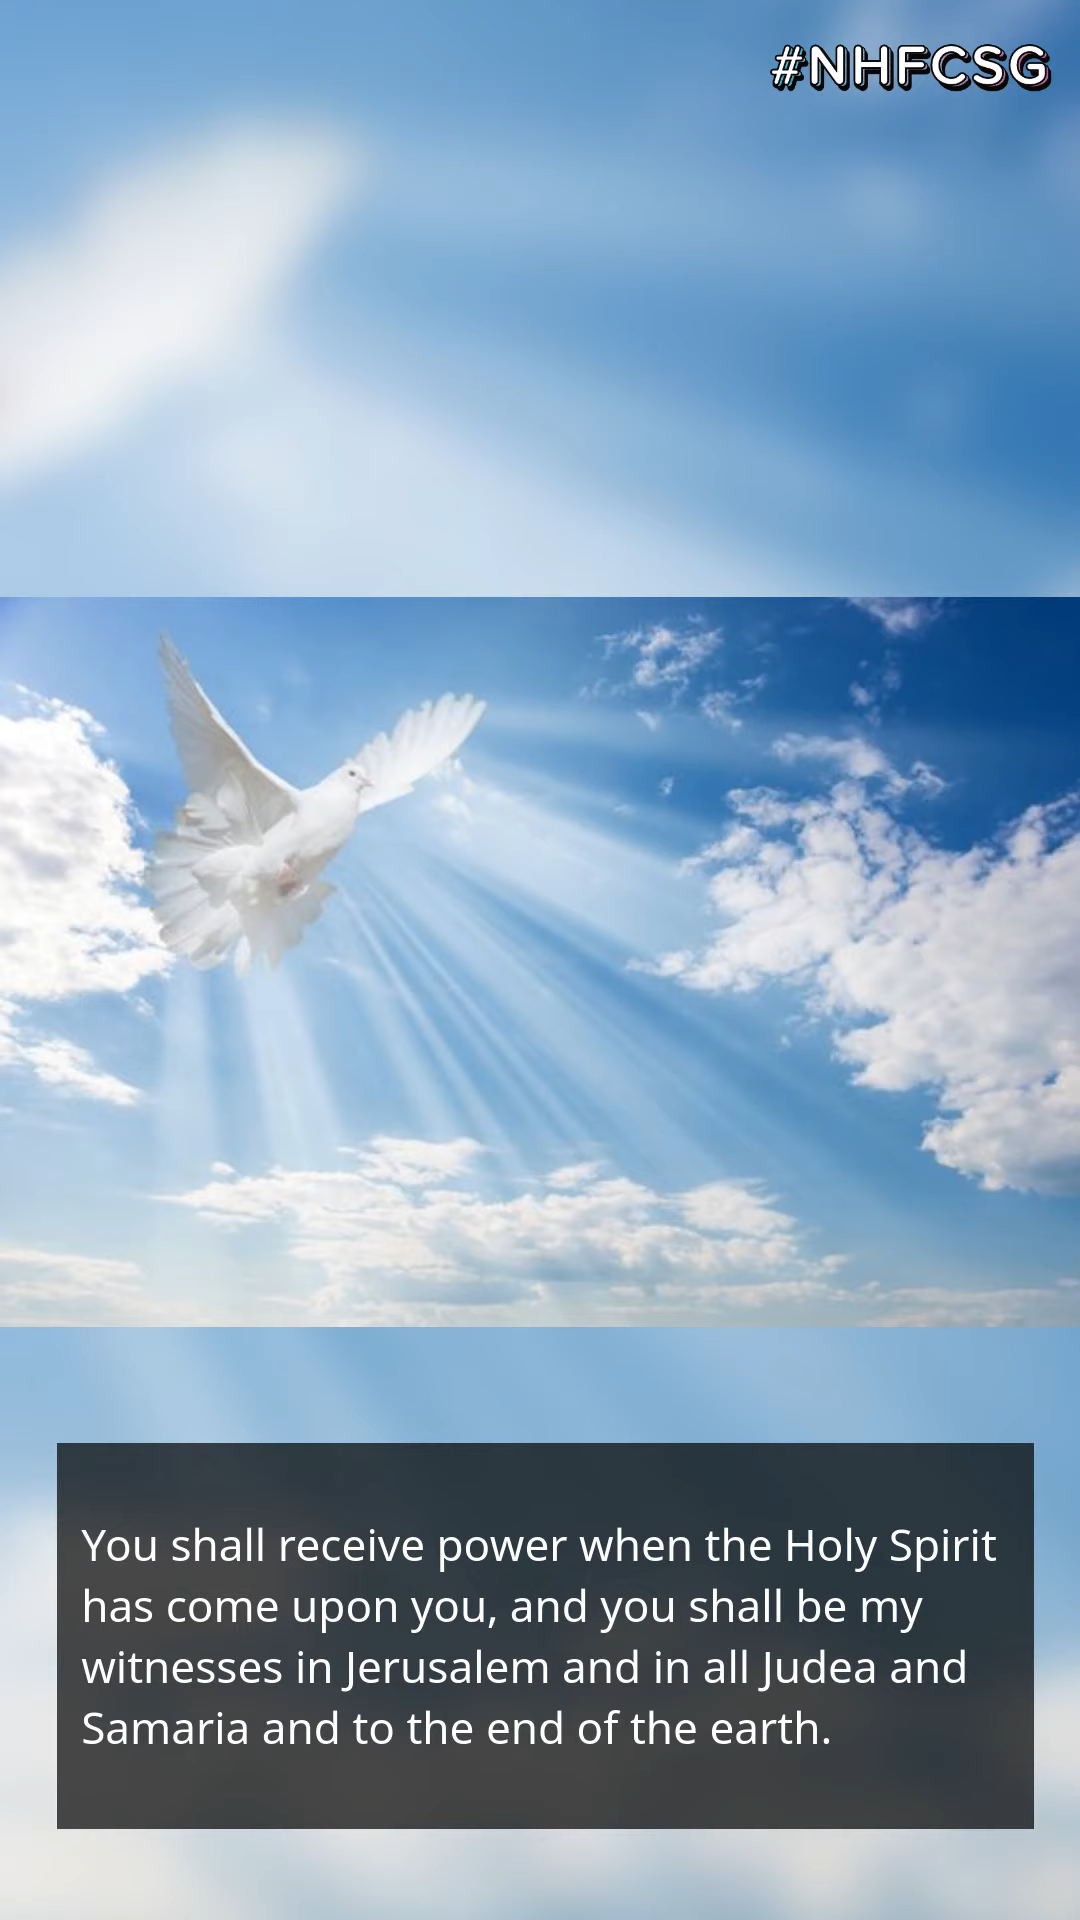 #NHFCSG
You shall receive power when the Holy Spirit
has come upon you, and you shall be my
witnesses in Jerusalem and in all Judea and
Samaria and to the end of the earth.